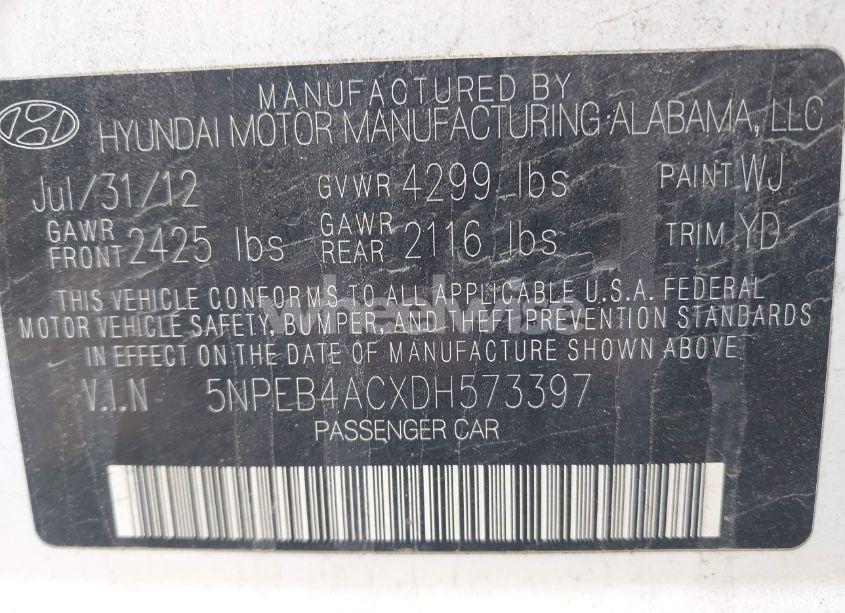 MANUFACTURED BY
HYUNDAI MOTOR MANUFACTURING ALABAMA, LLC
Jul/31/12 GVWR 4299 lbs PAINT WJ
GAWR FRONT 2425 lbs GAWR REAR 2116 lbs TRIM YD
THIS VEHICLE CONFORMS TO ALL APPLICABLE U.S.A. FEDERAL
MOTOR VEHICLE SAFETY, BUMPER, AND THEFT PREVENTION STANDARDS
IN EFFECT ON THE DATE OF MANUFACTURE SHOWN ABOVE
V.I.N 5NPEB4ACXDH573397
PASSENGER CAR